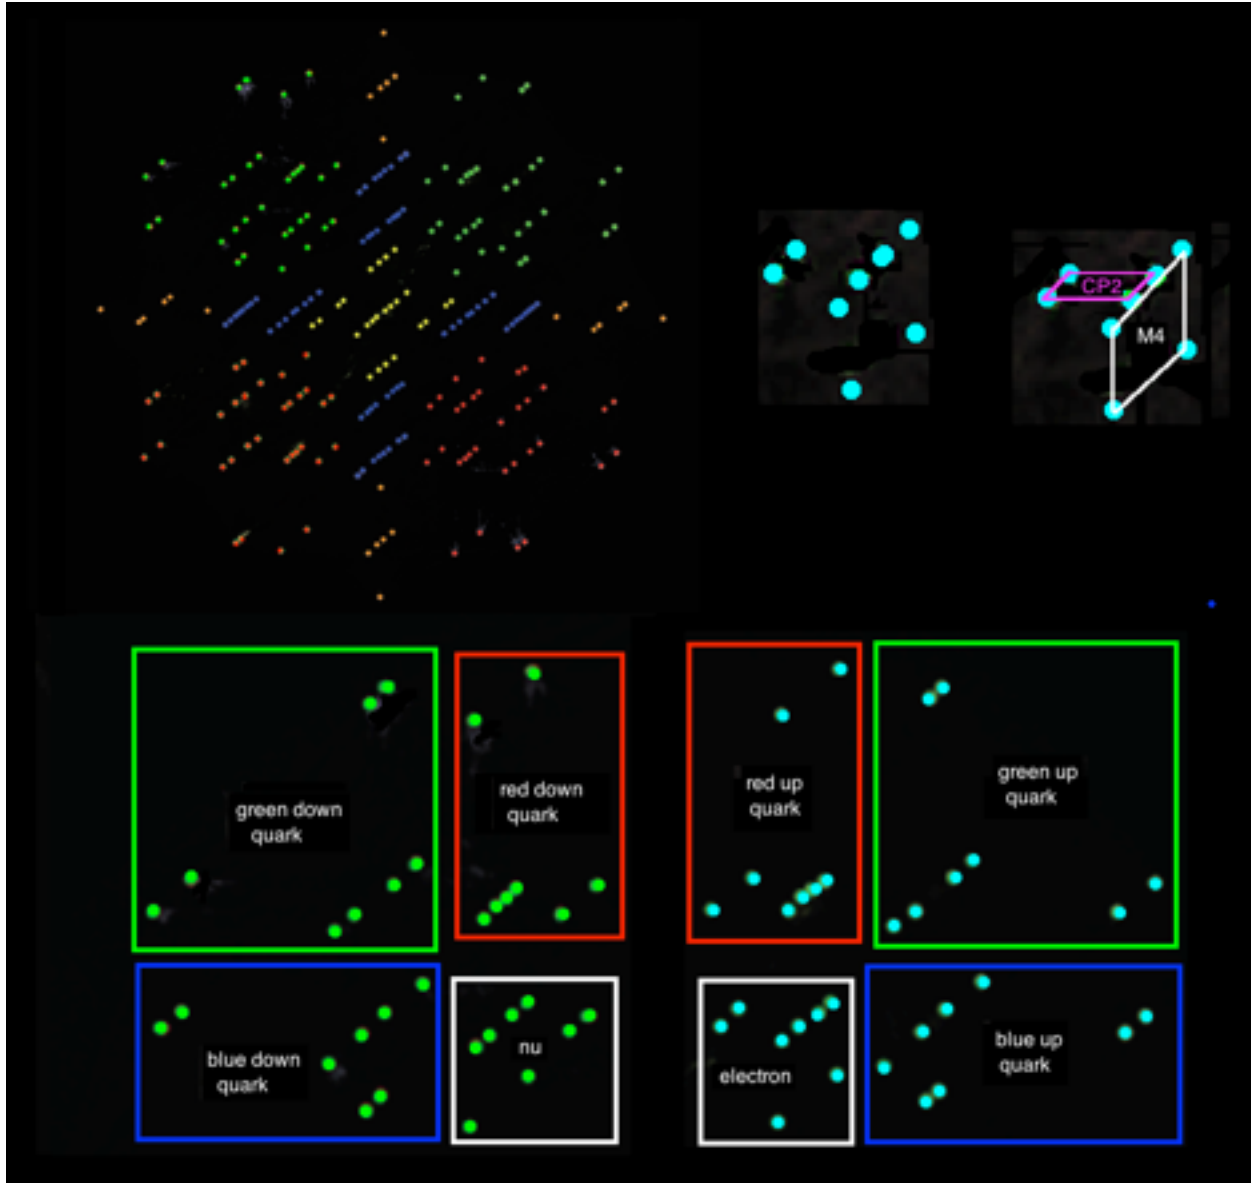 CP2
M4
green down
quark
red down
quark
red up
quark
green up
quark
blue down
quark
nu
electron
blue up
quark